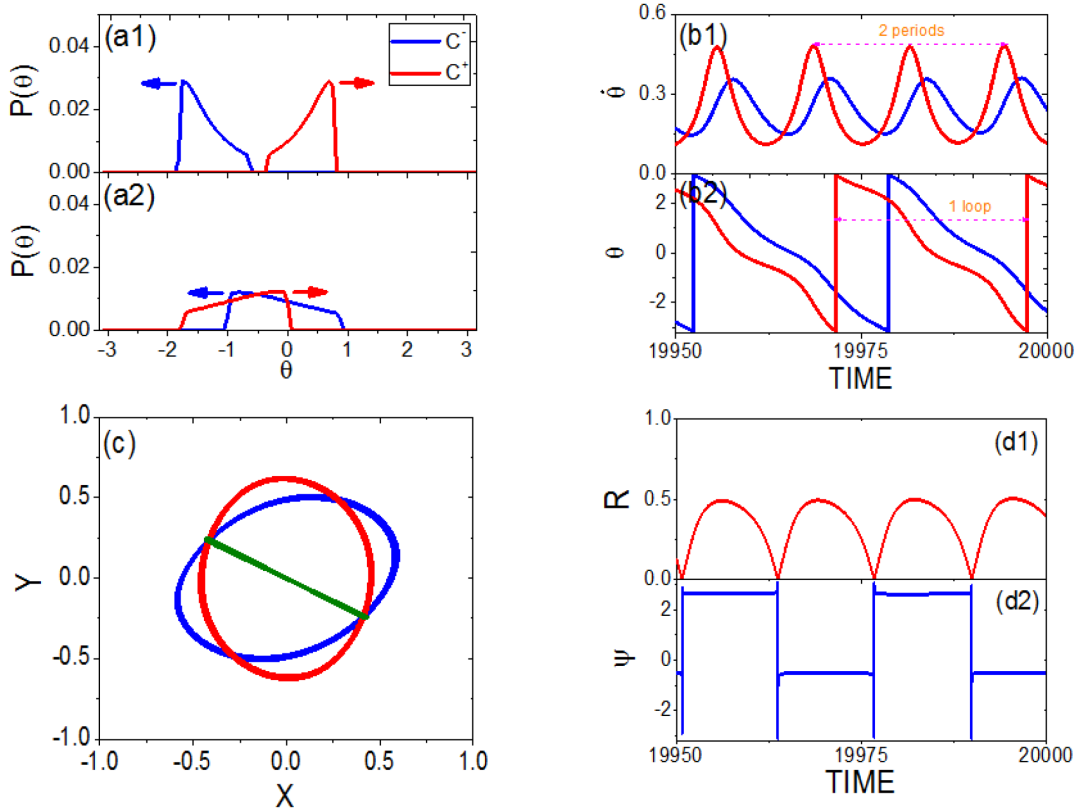 (a1)
C⁻
C⁺
P(θ)
0.04
0.02
0.00
(a2)
P(θ)
0.04
0.02
0.00
-3 -2 -1 0 1 2 3
θ
(b1)
2 periods
θ̇
0.6
0.3
0.0
(b2)
1 loop
θ
2
0
-2
19950 19975 20000
TIME
(c)
Y
1.0
0.5
0.0
-0.5
-1.0
-1.0 -0.5 0.0 0.5 1.0
X
(d1)
R
1.0
0.5
0.0
(d2)
ψ
2
0
-2
19950 19975 20000
TIME